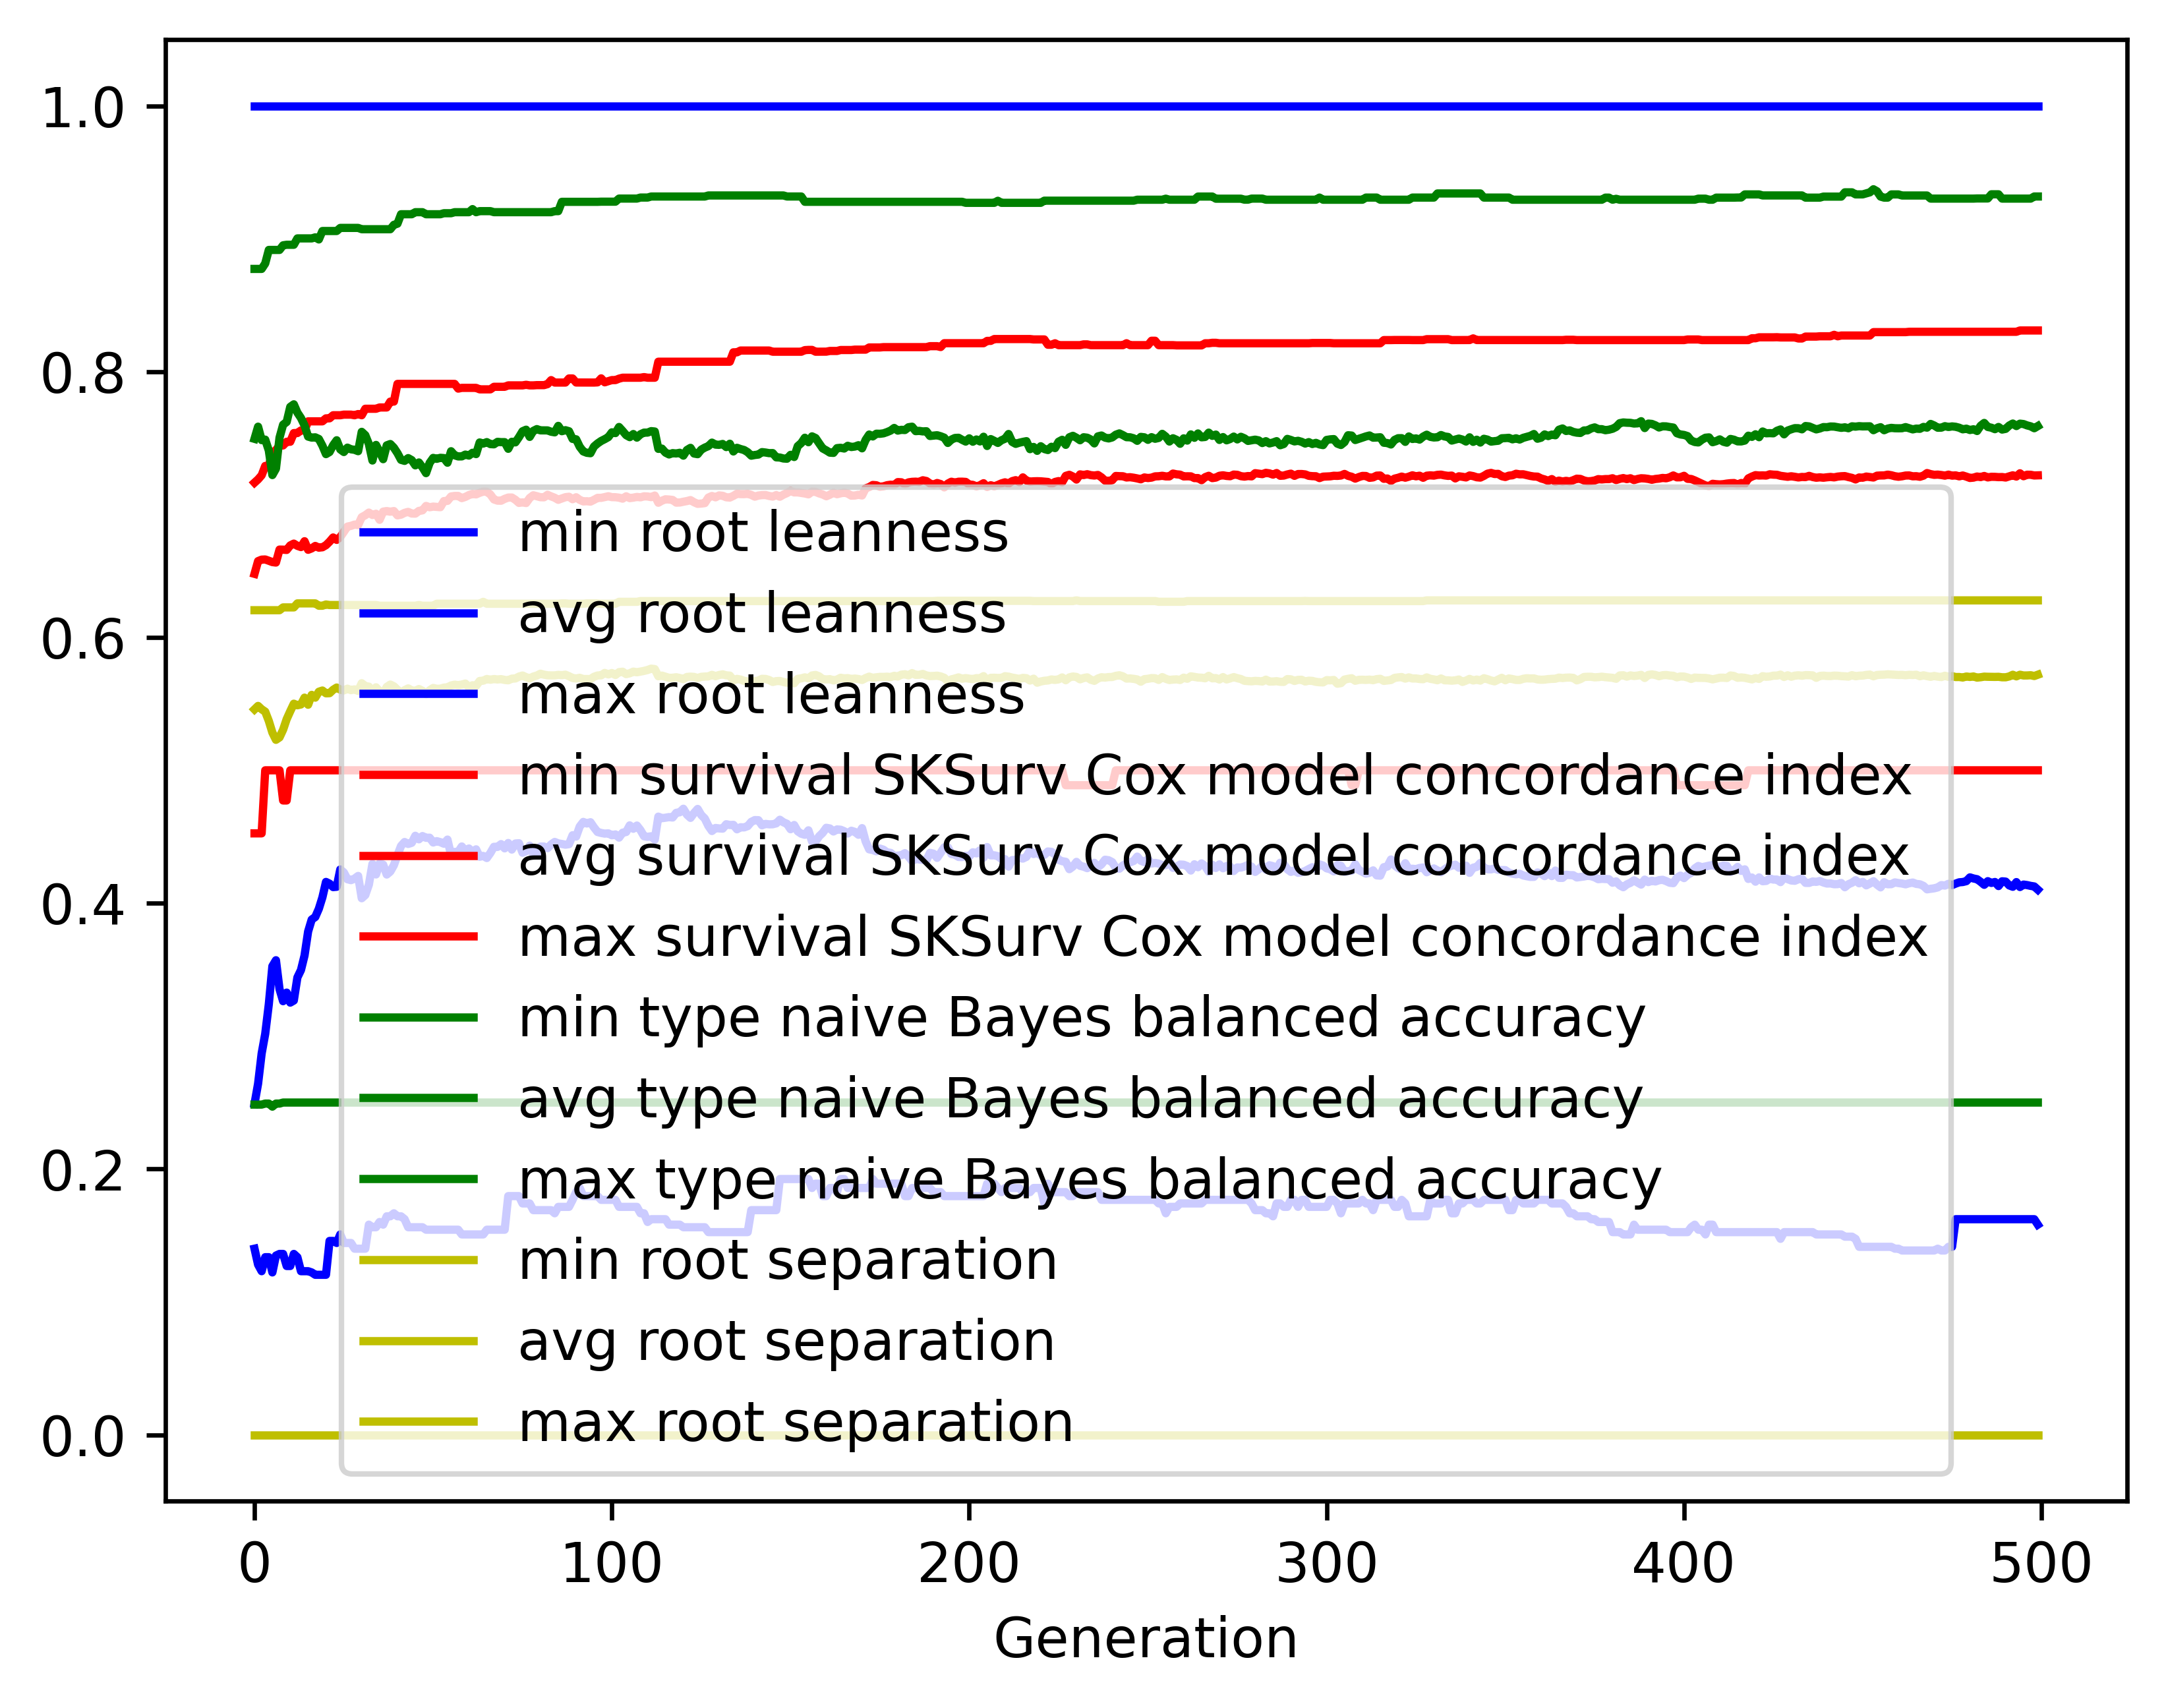 1.0
0.8
0.6
0.4
0.2
0.0
min root leanness
avg root leanness
max root leanness
min survival SKSurv Cox model concordance index
avg survival SKSurv Cox model concordance index
max survival SKSurv Cox model concordance index
min type naive Bayes balanced accuracy
avg type naive Bayes balanced accuracy
max type naive Bayes balanced accuracy
min root separation
avg root separation
max root separation
0 100 200 300 400 500
Generation